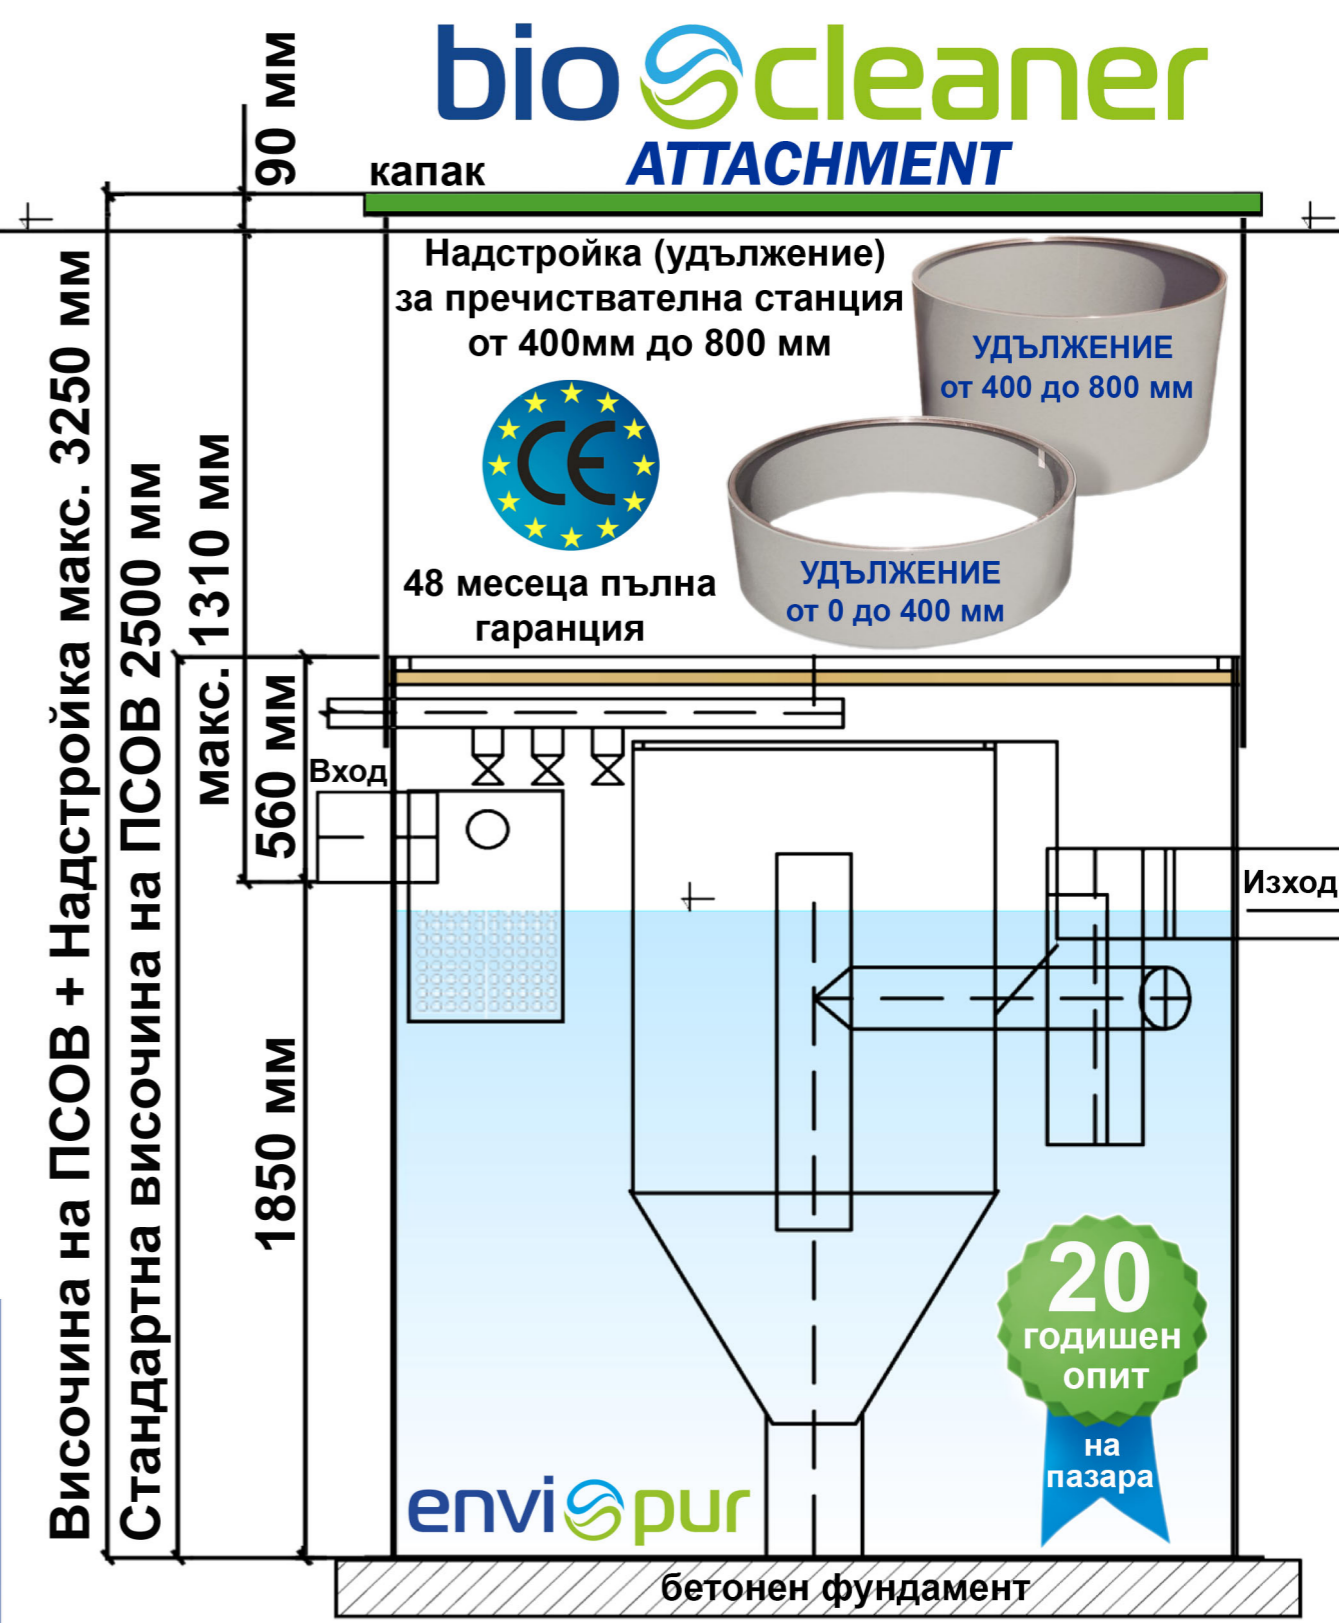 bio cleaner
ATTACHMENT
90 мм
капак
Надстройка (удължение)
за пречиствателна станция
от 400мм до 800 мм
УДЪЛЖЕНИЕ
от 400 до 800 мм
CE
УДЪЛЖЕНИЕ
от 0 до 400 мм
48 месеца пълна
гаранция
Височина на ПСОВ + Надстройка макс. 3250 мм
Стандартна височина на ПСОВ 2500 мм
макс. 1310 мм
560 мм
1850 мм
Вход
Изход
20
годишен
опит
на
пазара
envi pur
бетонен фундамент